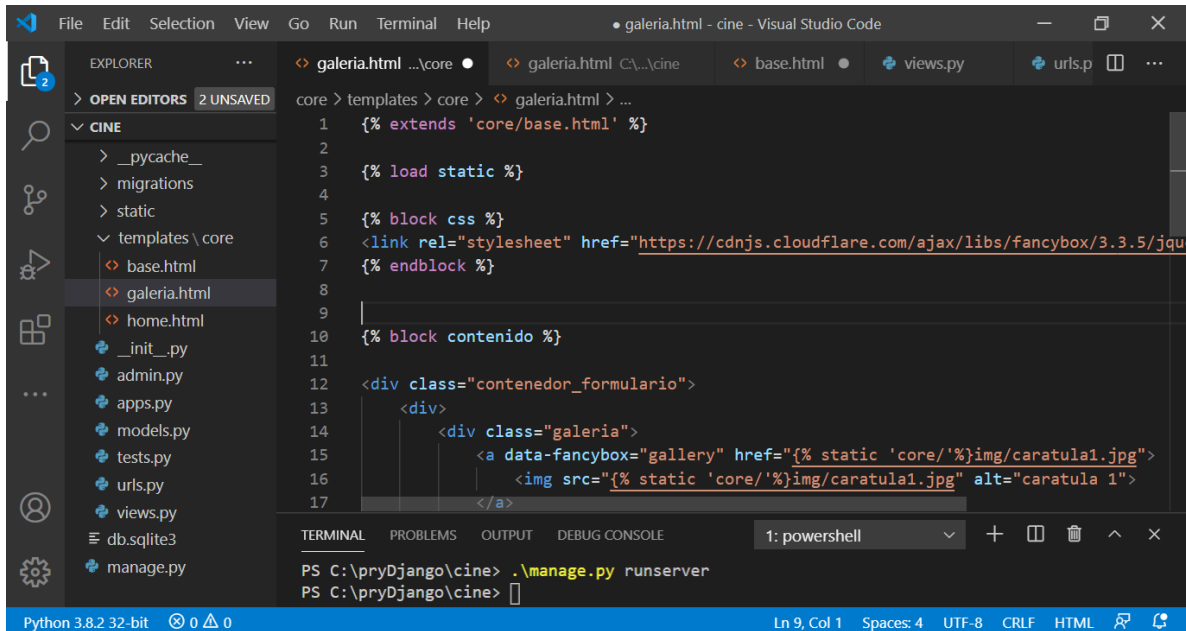 File Edit Selection View Go Run Terminal Help ● galeria.html - cine - Visual Studio Code
EXPLORER ···
galeria.html ...\core ● galeria.html C:\...\cine base.html ● views.py urls.p ···
2
OPEN EDITORS 2 UNSAVED
core > templates > core > galeria.html > ...
CINE
__pycache__
migrations
static
templates \ core
base.html
galeria.html
home.html
__init__.py
admin.py
apps.py
models.py
tests.py
urls.py
views.py
db.sqlite3
manage.py
1 {% extends 'core/base.html' %}
2
3 {% load static %}
4
5 {% block css %}
6 <link rel="stylesheet" href="https://cdnjs.cloudflare.com/ajax/libs/fancybox/3.3.5/jqu
7 {% endblock %}
8
9
10 {% block contenido %}
11
12 <div class="contenedor_formulario">
13 <div>
14 <div class="galeria">
15 <a data-fancybox="gallery" href="{% static 'core/'%}img/caratula1.jpg">
16 <img src="{% static 'core/'%}img/caratula1.jpg" alt="caratula 1">
17 </a>
TERMINAL PROBLEMS OUTPUT DEBUG CONSOLE 1: powershell
PS C:\pryDjango\cine> .\manage.py runserver
PS C:\pryDjango\cine>
Python 3.8.2 32-bit 0 0 Ln 9, Col 1 Spaces: 4 UTF-8 CRLF HTML